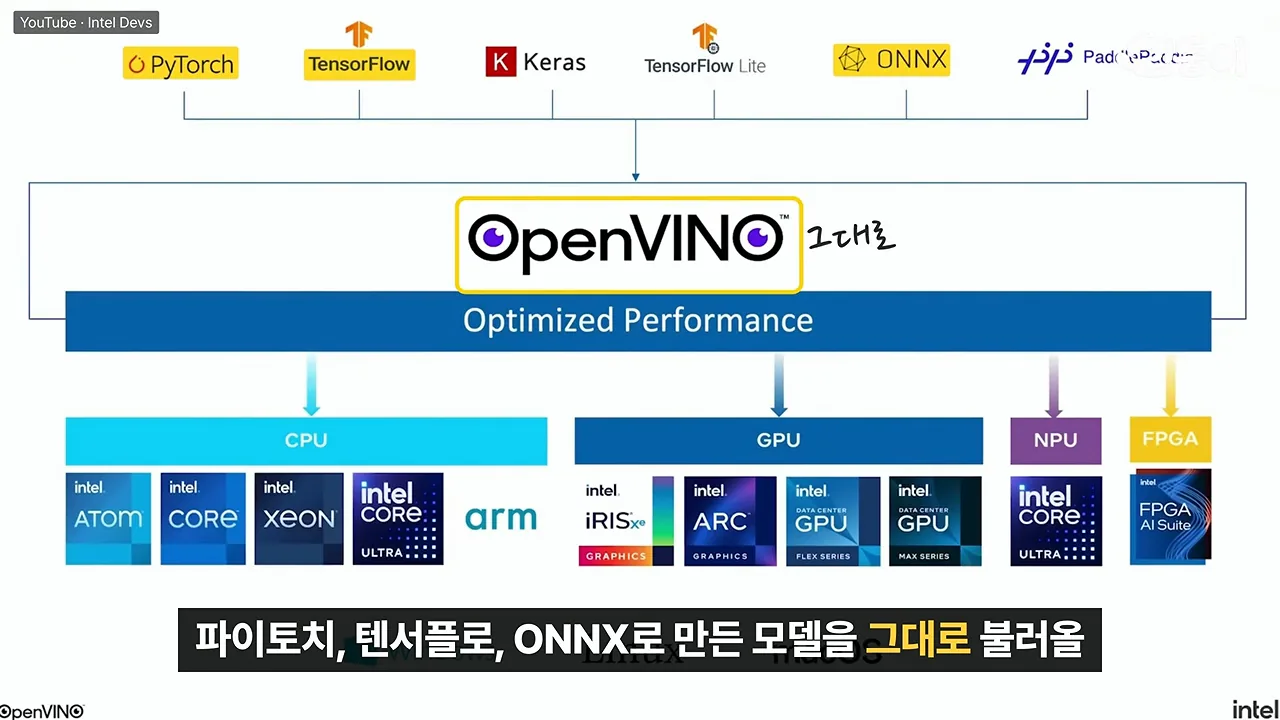 YouTube · Intel Devs
PyTorch
TensorFlow
K Keras
TensorFlow Lite
ONNX
PaddlePaddle
OpenVINO™
그대로
Optimized Performance
CPU
GPU
NPU
FPGA
intel. ATOM
intel. CORE
intel. XEON
intel CORE ULTRA
arm
intel. iRIS Xe GRAPHICS
intel. ARC GRAPHICS
intel. DATA CENTER GPU FLEX SERIES
intel. DATA CENTER GPU MAX SERIES
intel CORE ULTRA
intel FPGA AI Suite
파이토치, 텐서플로, ONNX로 만든 모델을 그대로 불러올
OpenVINO
intel